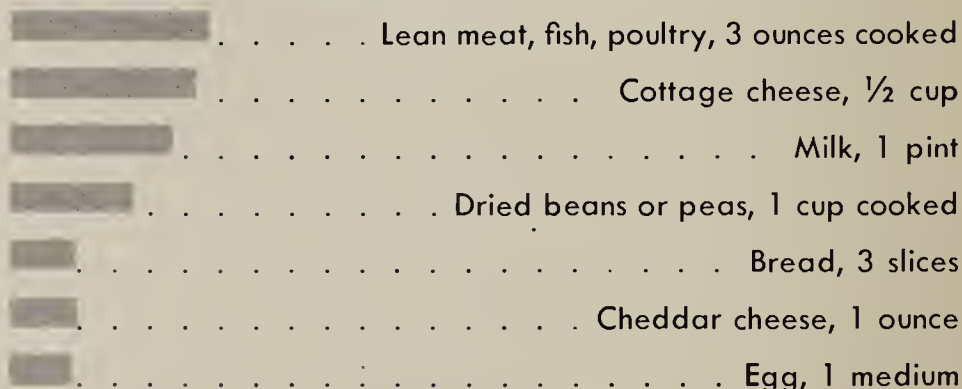 . . . . . Lean meat, fish, poultry, 3 ounces cooked
. . . . . . . . . . . . Cottage cheese, ½ cup
. . . . . . . . . . . . . . . . . Milk, 1 pint
. . . . . . . . . . Dried beans or peas, 1 cup cooked
. . . . . . . . . . . . . . . . . . . Bread, 3 slices
. . . . . . . . . . . . . . . Cheddar cheese, 1 ounce
. . . . . . . . . . . . . . . . . . . Egg, 1 medium